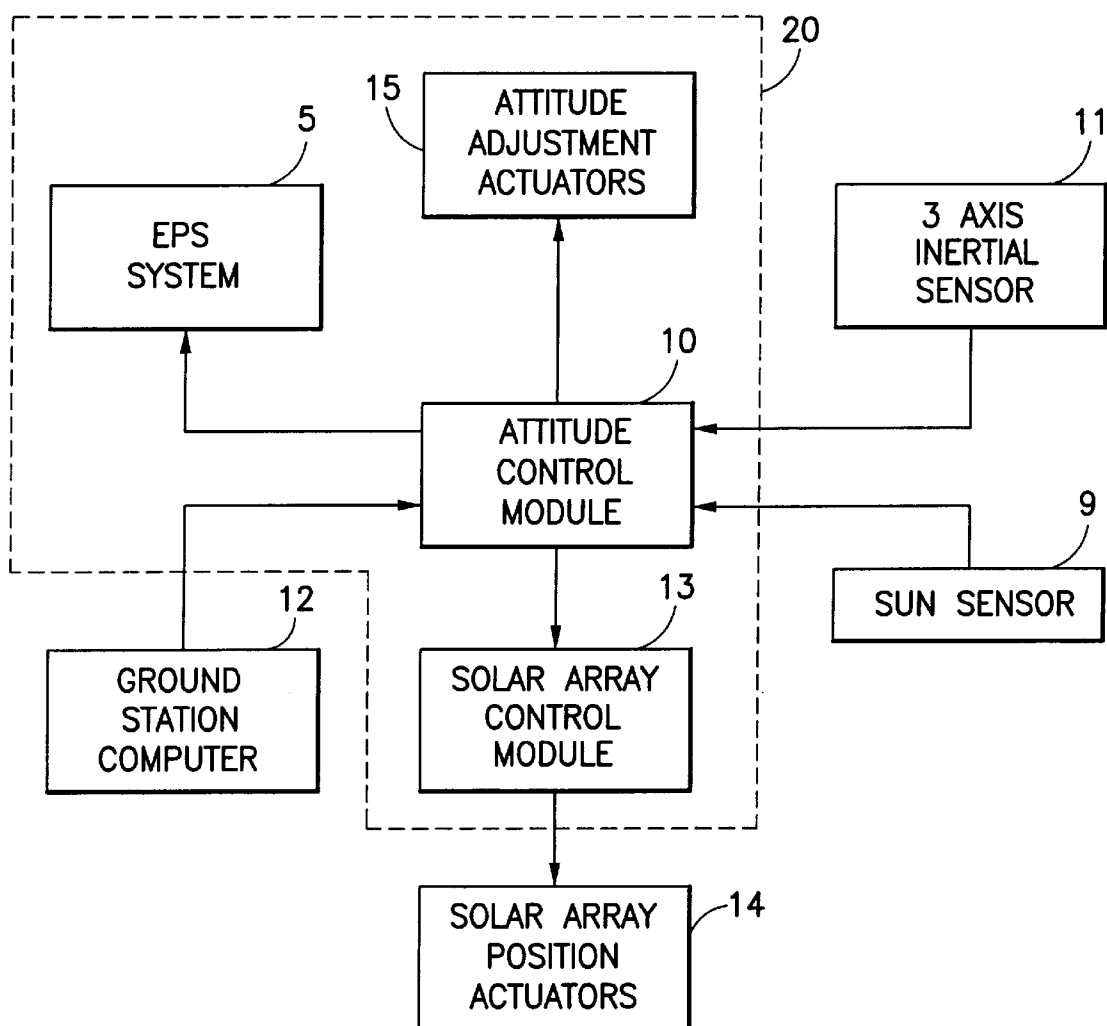 20
15
ATTITUDE
ADJUSTMENT
ACTUATORS
5
EPS
SYSTEM
11
3 AXIS
INERTIAL
SENSOR
10
ATTITUDE
CONTROL
MODULE
9
SUN SENSOR
12
GROUND
STATION
COMPUTER
13
SOLAR ARRAY
CONTROL
MODULE
14
SOLAR ARRAY
POSITION
ACTUATORS